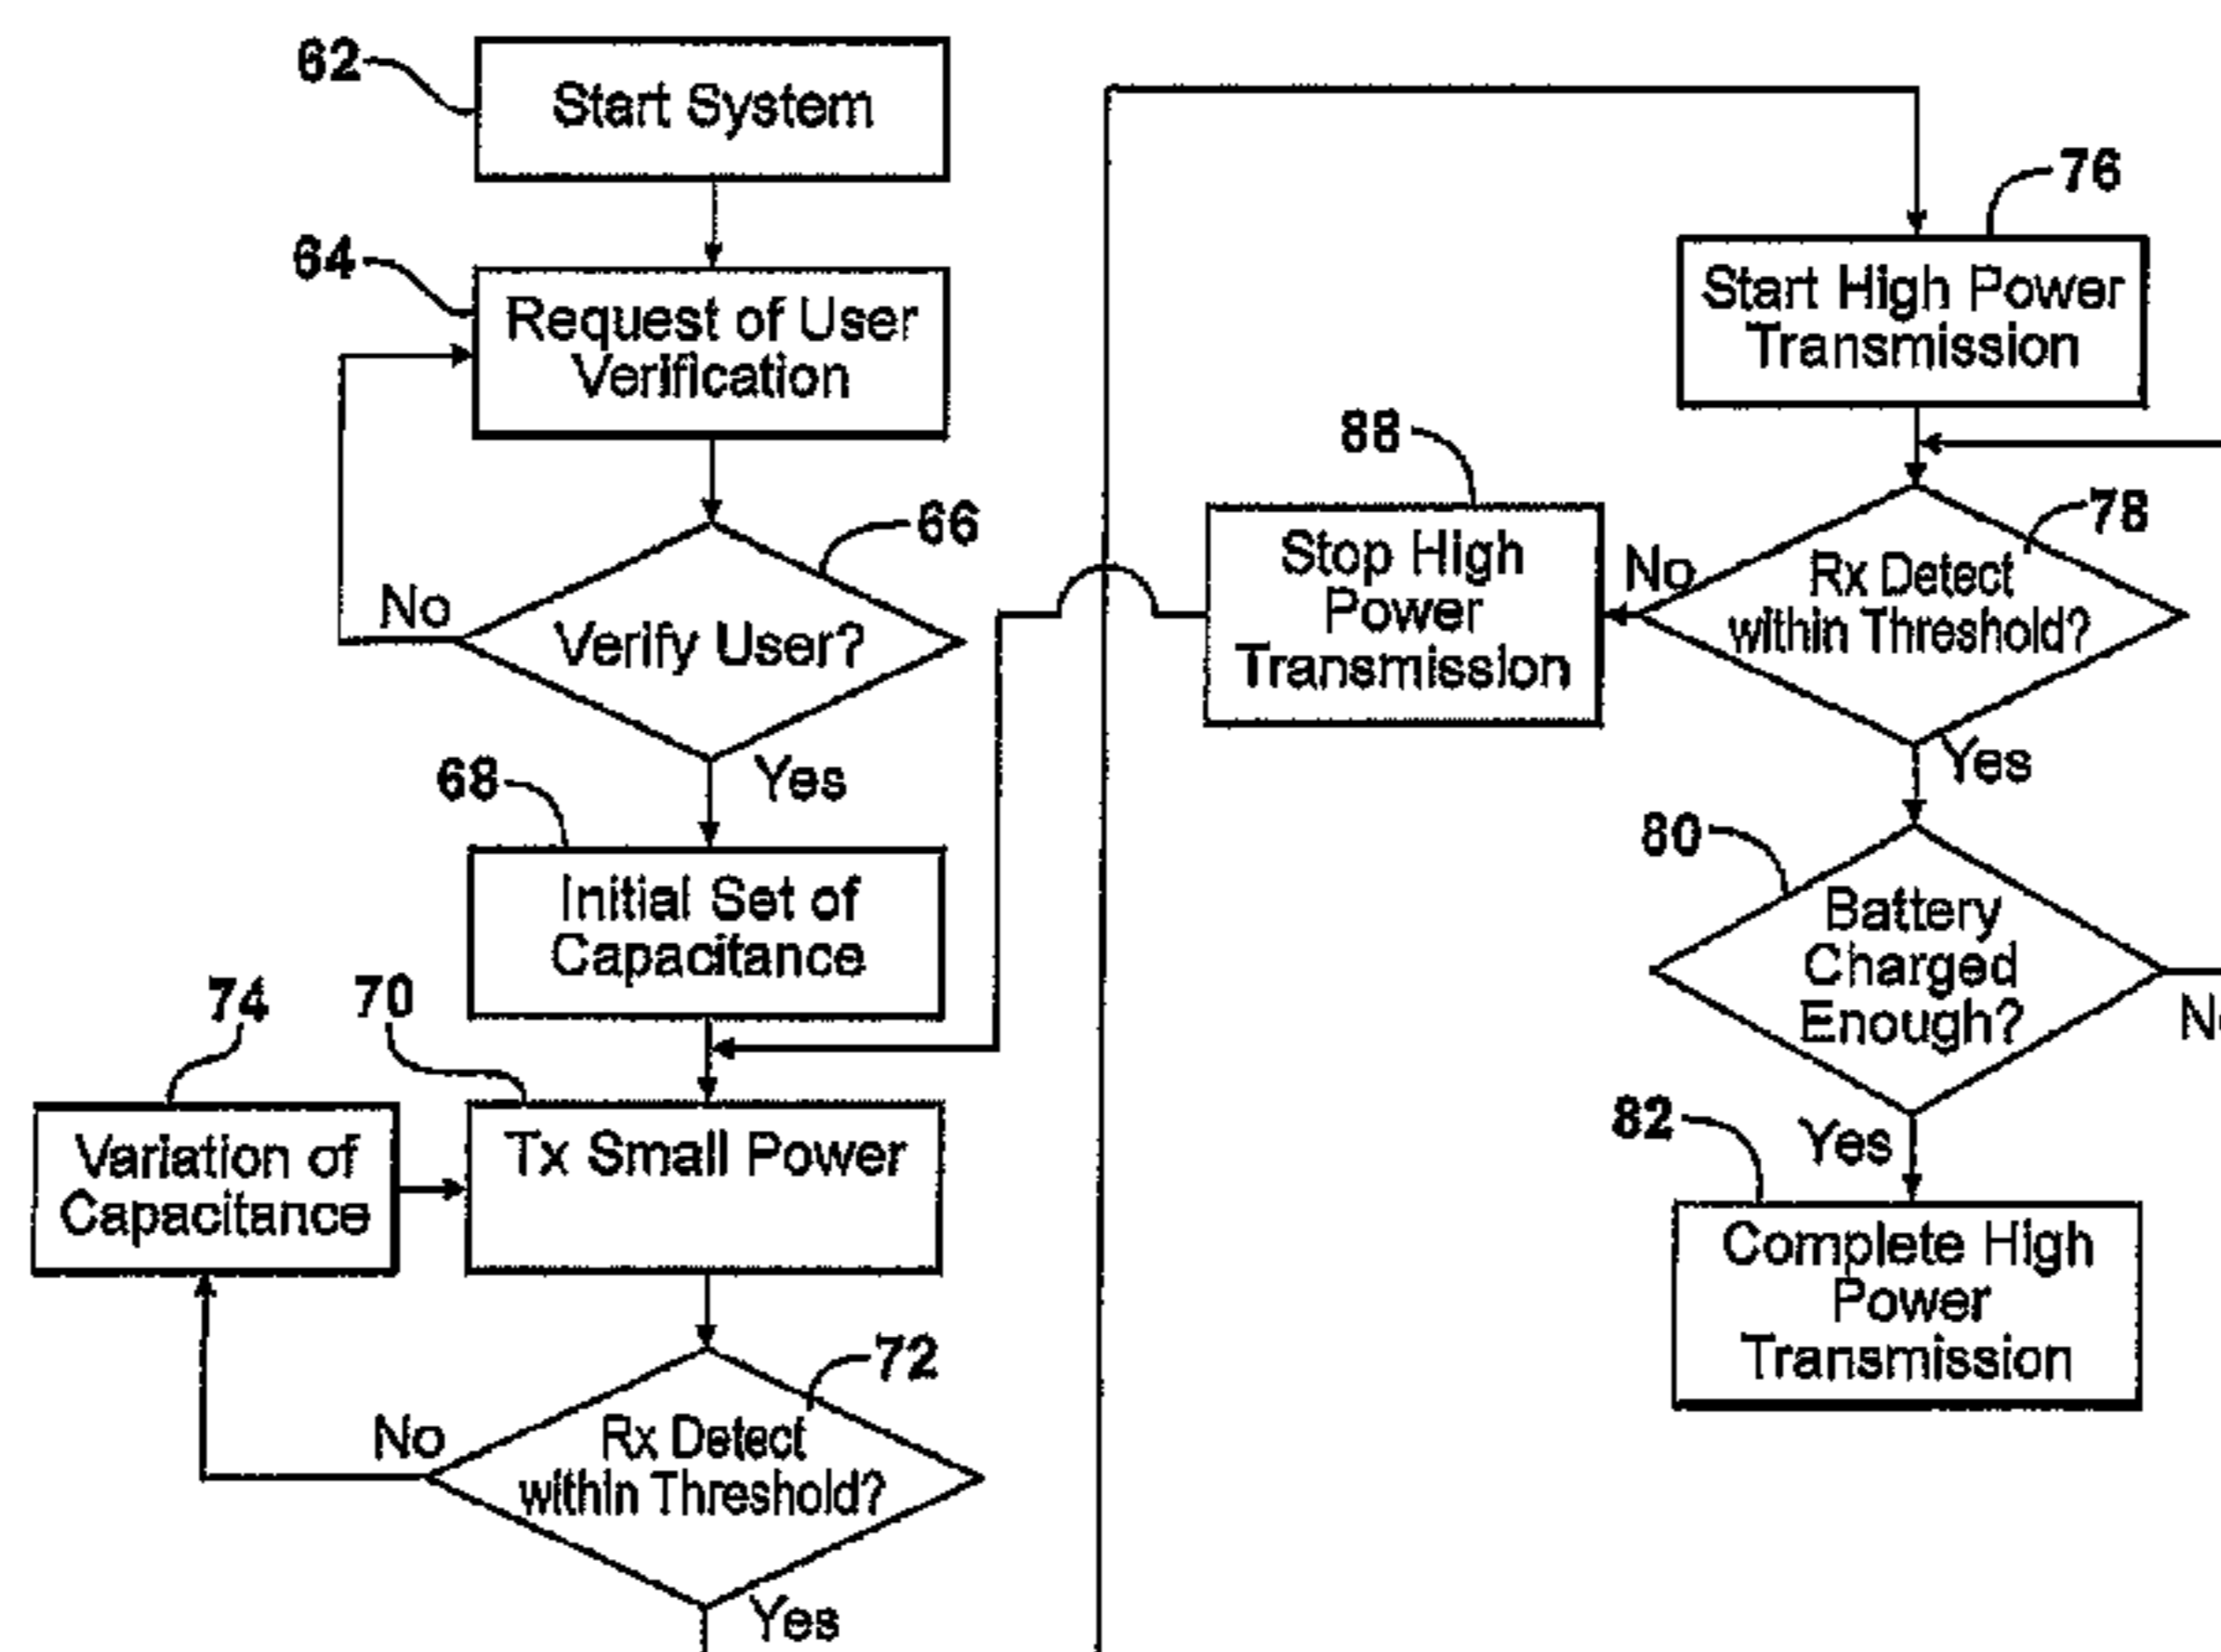 62
Start System
64
Request of User
Verification
66
Verify User?
No
Yes
68
Initial Set of
Capacitance
74
70
Variation of
Capacitance
Tx Small Power
72
Rx Detect
within Threshold?
No
Yes
76
Start High Power
Transmission
88
Stop High
Power
Transmission
No
78
Rx Detect
within Threshold?
Yes
80
Battery
Charged
Enough?
Yes
82
Complete High
Power
Transmission